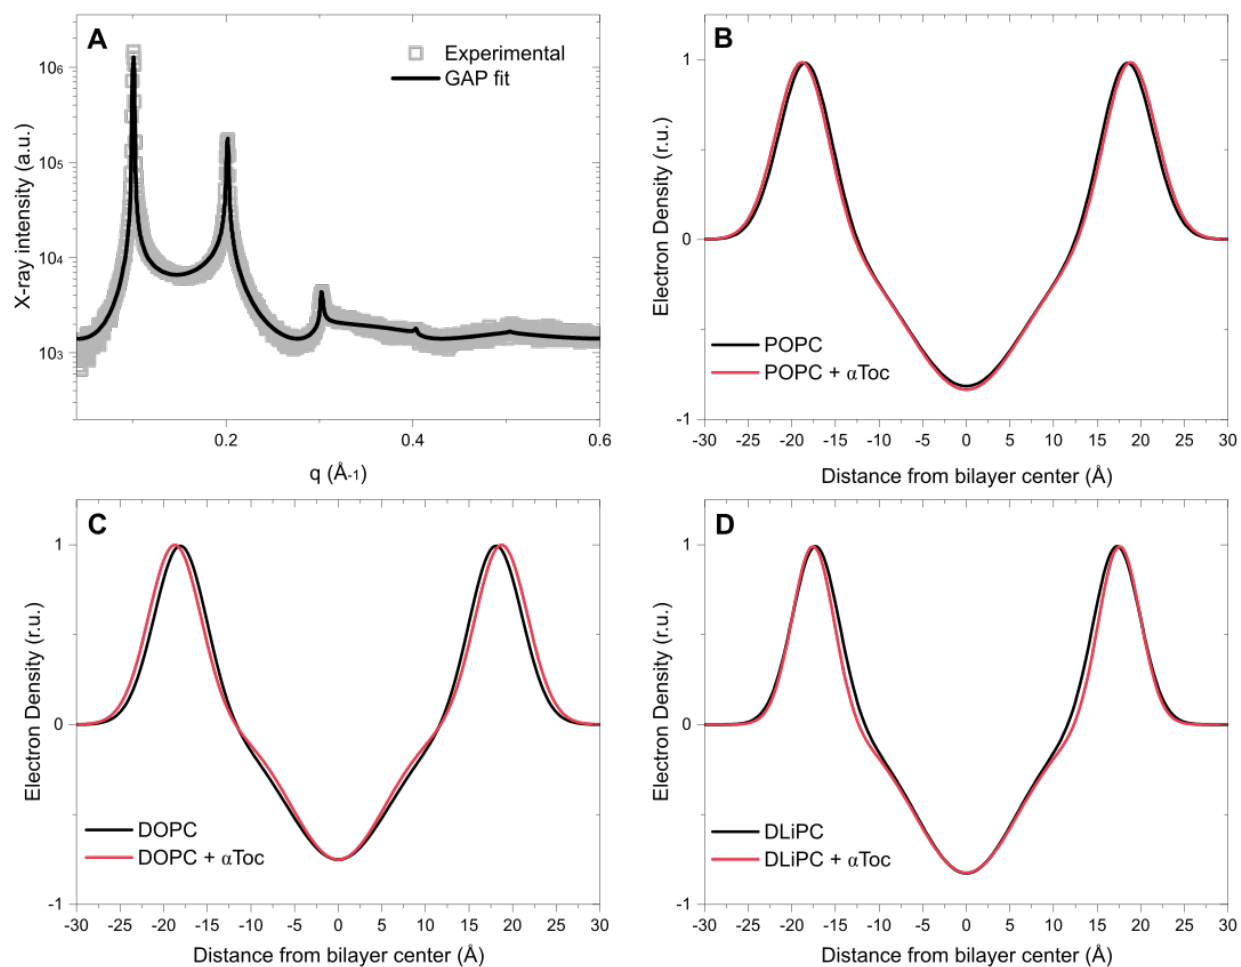 A
Experimental
GAP fit
10₆
10₅
10₄
10₃
X-ray intensity (a.u.)
0.2
0.4
0.6
q (Å-1)
B
1
0
-1
Electron Density (r.u.)
POPC
POPC + αToc
-30 -25 -20 -15 -10 -5 0 5 10 15 20 25 30
Distance from bilayer center (Å)
C
1
0
-1
Electron Density (r.u.)
DOPC
DOPC + αToc
-30 -25 -20 -15 -10 -5 0 5 10 15 20 25 30
Distance from bilayer center (Å)
D
1
0
-1
Electron Density (r.u.)
DLiPC
DLiPC + αToc
-30 -25 -20 -15 -10 -5 0 5 10 15 20 25 30
Distance from bilayer center (Å)